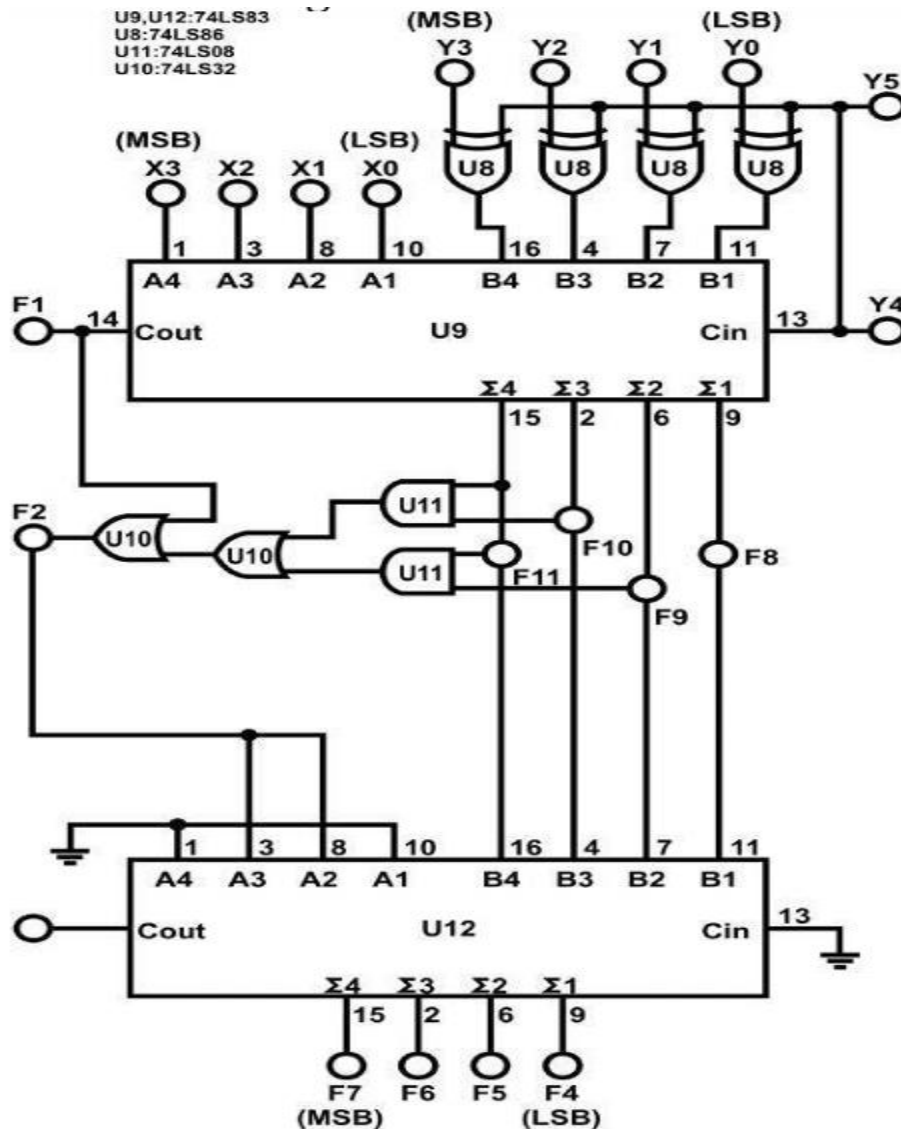 U9,U12:74LS83
U8:74LS86
U11:74LS08
U10:74LS32
(MSB) (LSB)
Y3 Y2 Y1 Y0
Y5
(MSB) (LSB)
X3 X2 X1 X0
U8 U8 U8 U8
1 3 8 10 16 4 7 11
A4 A3 A2 A1 B4 B3 B2 B1
F1 14 Cout U9 Cin 13 Y4
Σ4 Σ3 Σ2 Σ1
15 2 6 9
U11
F2 U10 U10 F10
U11 F11 F8
F9
1 3 8 10 16 4 7 11
A4 A3 A2 A1 B4 B3 B2 B1
Cout U12 Cin 13
Σ4 Σ3 Σ2 Σ1
15 2 6 9
F7 F6 F5 F4
(MSB) (LSB)